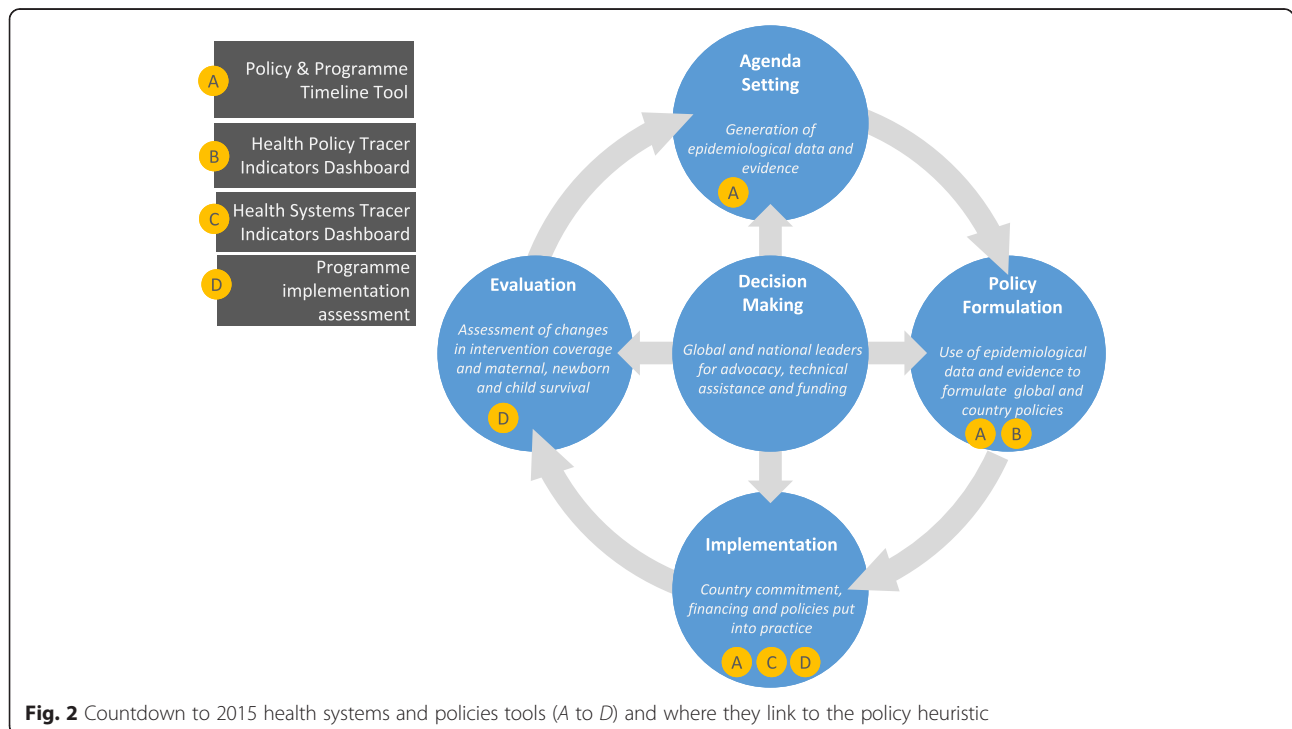 A
Policy & Programme
Timeline Tool
B
Health Policy Tracer
Indicators Dashboard
C
Health Systems Tracer
Indicators Dashboard
D
Programme
implementation
assessment
Agenda
Setting
Generation of
epidemiological data and
evidence
A
Evaluation
Assessment of changes
in intervention coverage
and maternal, newborn
and child survival
D
Decision
Making
Global and national leaders
for advocacy, technical
assistance and funding
Policy
Formulation
Use of epidemiological
data and evidence to
formulate global and
country policies
A B
Implementation
Country commitment,
financing and policies put
into practice
A C D
Fig. 2 Countdown to 2015 health systems and policies tools (A to D) and where they link to the policy heuristic